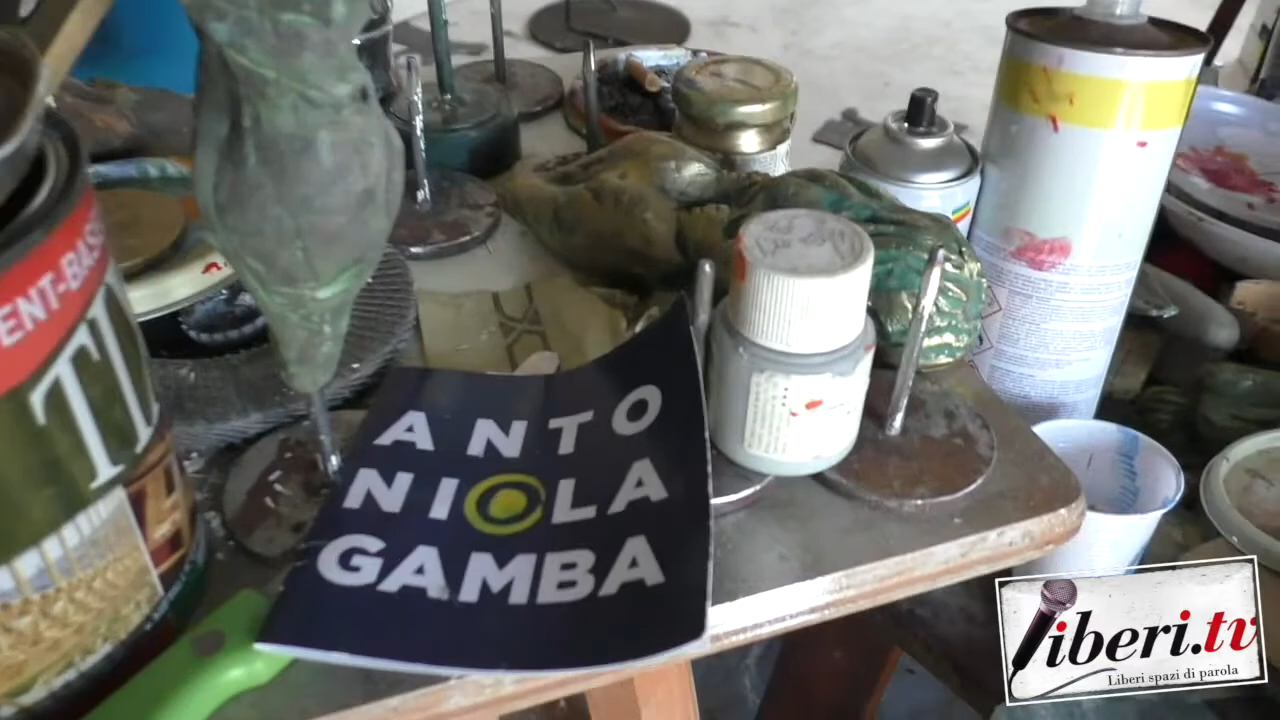 ENT-BAS
TI
ANTO
NIOLA
GAMBA
liberi.tv
Liberi spazi di parola